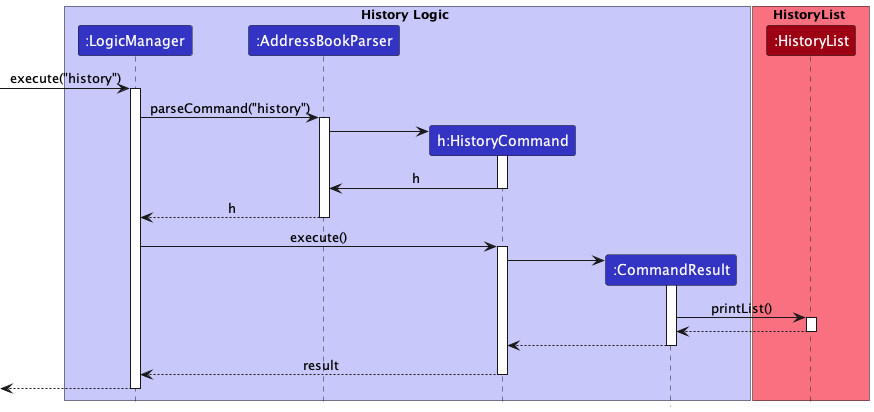 History Logic
HistoryList
:LogicManager
:AddressBookParser
:HistoryList
execute("history")
parseCommand("history")
h:HistoryCommand
h
h
execute()
:CommandResult
printList()
result